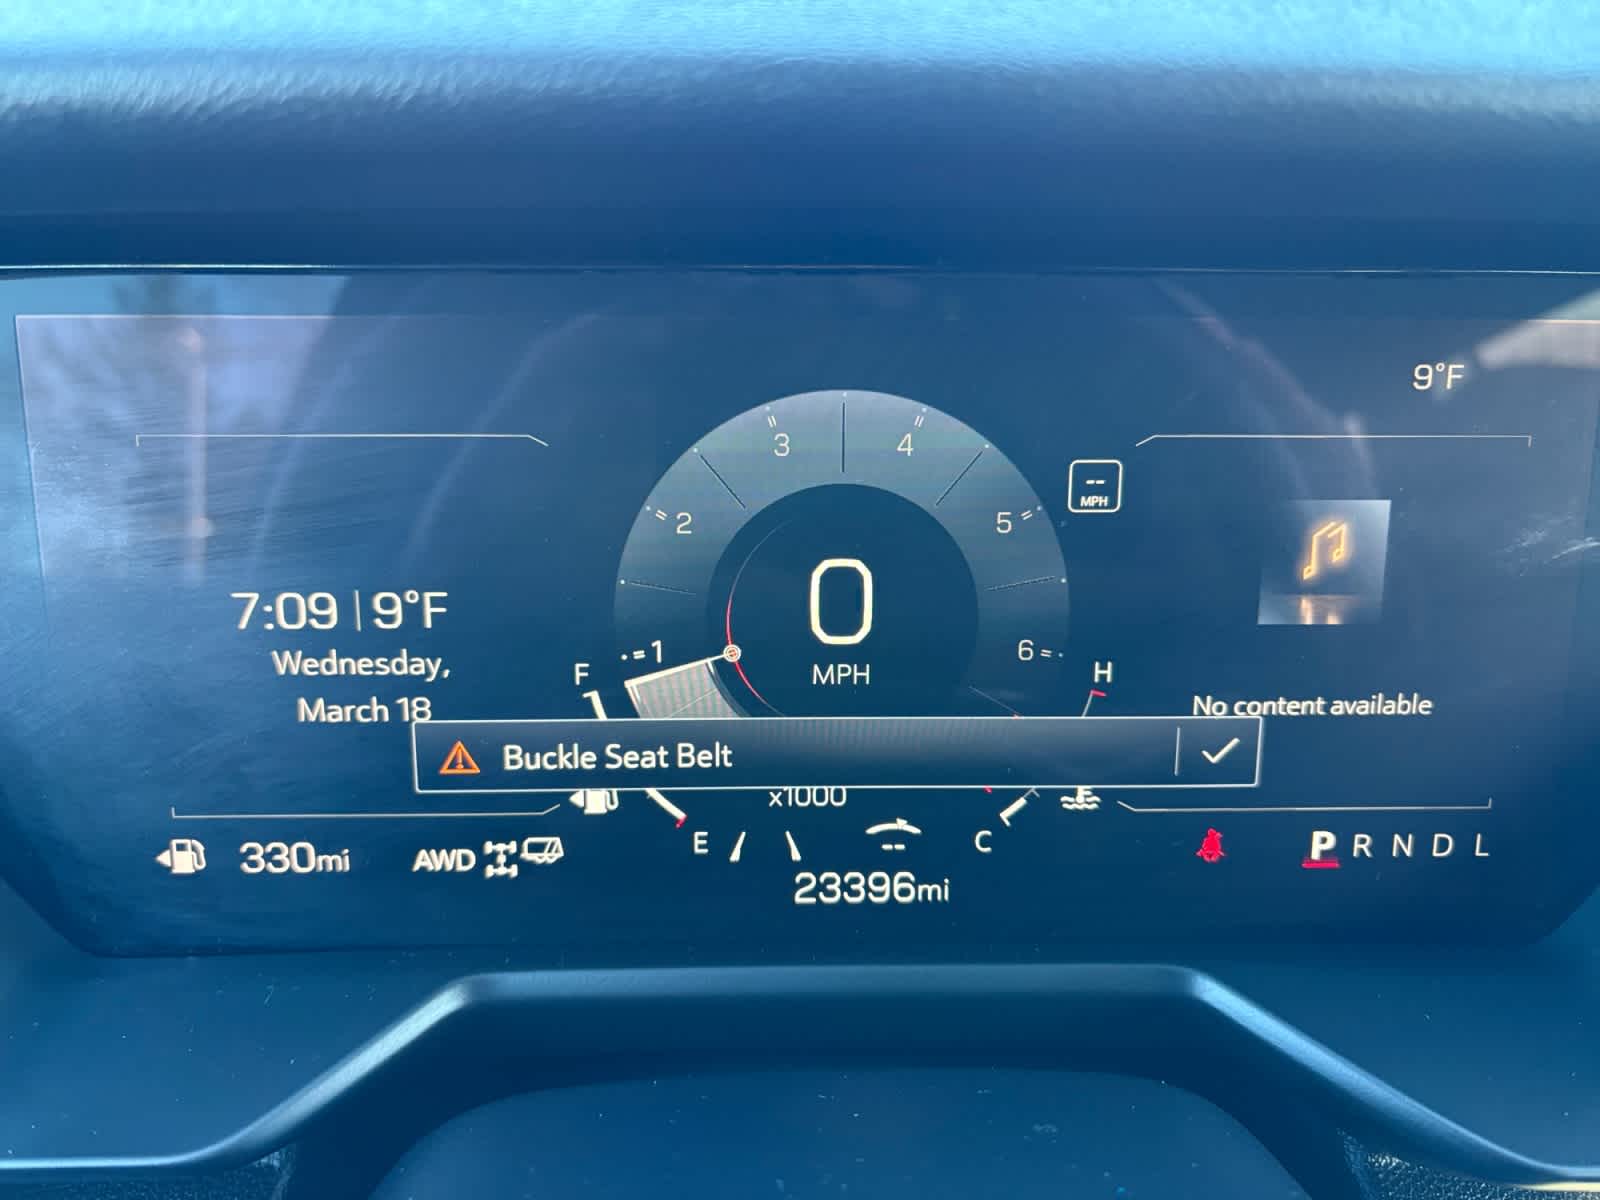 9°F
3 4
2 5
-- MPH
7:09 | 9°F
Wednesday,
March 18
0
MPH
1 6
F H
No content available
Buckle Seat Belt
x1000
E C
330mi
AWD
--
P R N D L
23396mi